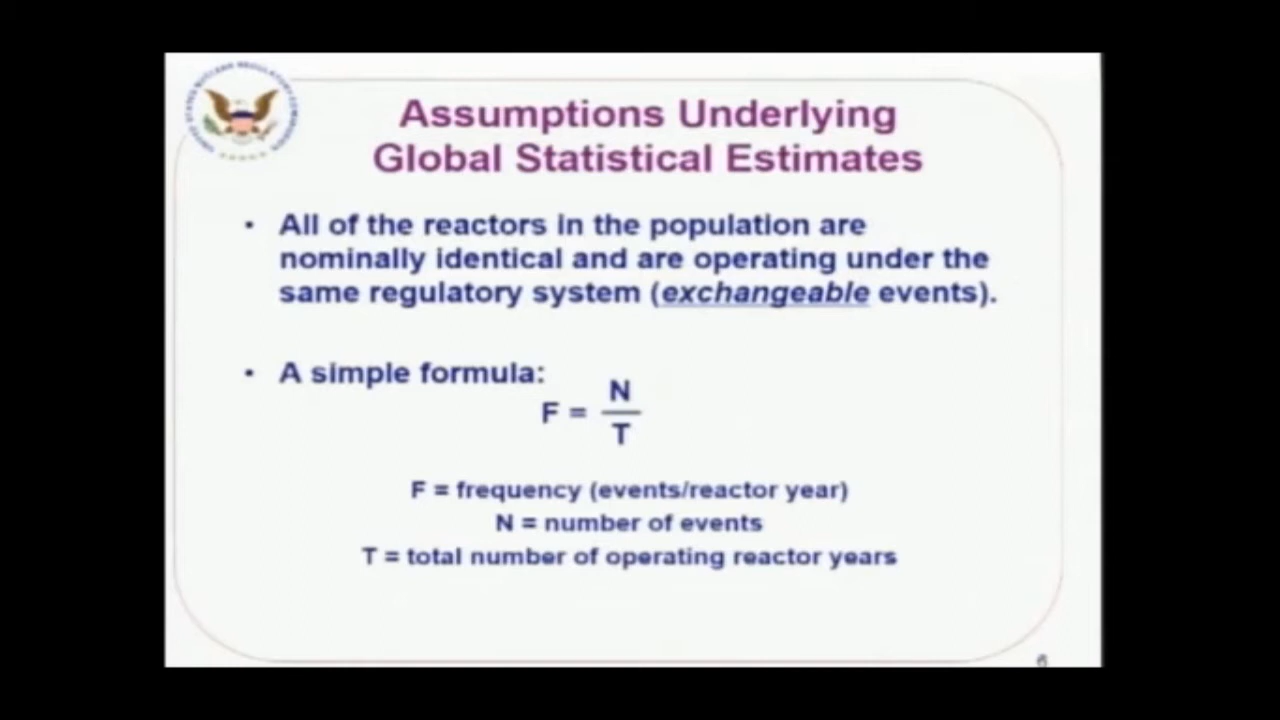 Assumptions Underlying
Global Statistical Estimates
• All of the reactors in the population are
nominally identical and are operating under the
same regulatory system (exchangeable events).
• A simple formula:
F = N
T
F = frequency (events/reactor year)
N = number of events
T = total number of operating reactor years
6